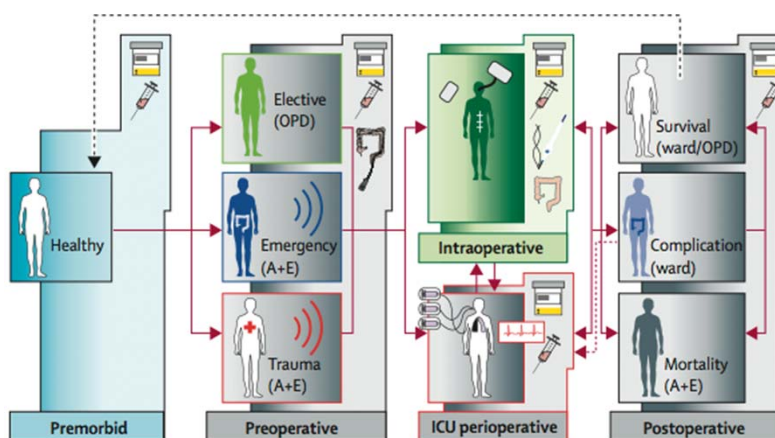 Healthy
Premorbid
Elective
(OPD)
Emergency
(A+E)
Trauma
(A+E)
Preoperative
Intraoperative
ICU perioperative
Survival
(ward/OPD)
Complication
(ward)
Mortality
(A+E)
Postoperative